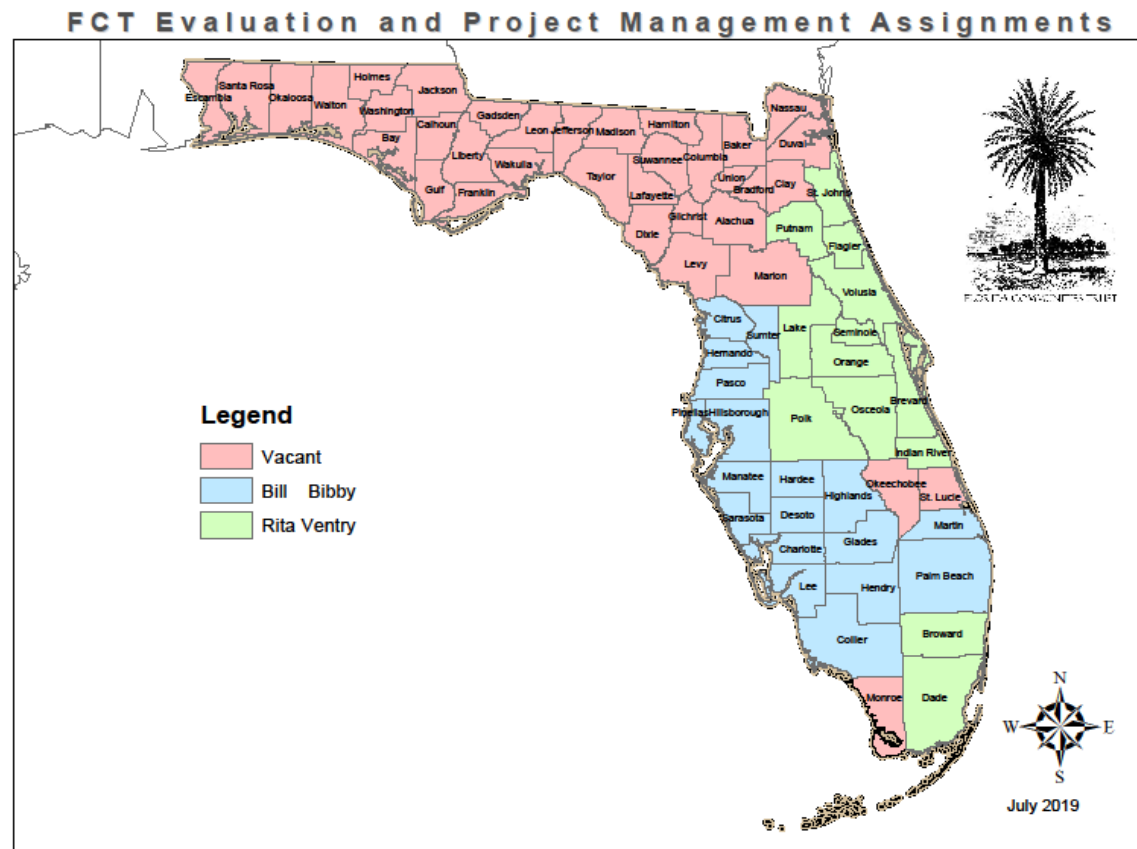 FCT Evaluation and Project Management Assignments
Holmes
Jackson
Santa Rosa
Escambia
Okaloosa
Walton
Washington
Bay
Calhoun
Gadsden
Liberty
Gulf
Franklin
Leon
Jefferson
Wakulla
Madison
Taylor
Hamilton
Suwannee
Lafayette
Dixie
Columbia
Gilchrist
Levy
Baker
Union
Bradford
Alachua
Marion
Nassau
Duval
Clay
St. Johns
Putnam
Flagler
Volusia
FLORIDA COMMUNITIES TRUST
Citrus
Sumter
Lake
Seminole
Hernando
Orange
Pasco
Pinellas
Hillsborough
Polk
Osceola
Brevard
Indian River
Manatee
Hardee
Highlands
Okeechobee
St. Lucie
Sarasota
Desoto
Martin
Charlotte
Glades
Lee
Hendry
Palm Beach
Collier
Broward
Monroe
Dade
Legend
Vacant
Bill Bibby
Rita Ventry
N
W
E
S
July 2019